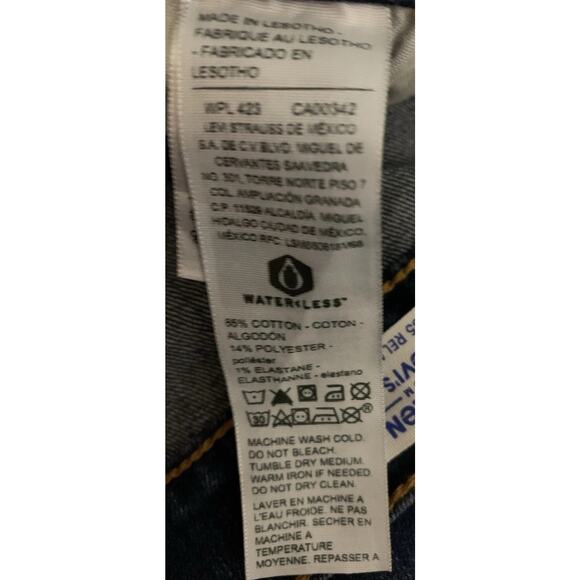 MADE IN LESOTHO -
FABRIQUE AU LESOTHO
- FABRICADO EN
LESOTHO
WPL 423 CA00342
LEVI STRAUSS DE MÉXICO
S.A. DE C.V. BLVD. MIGUEL DE
CERVANTES SAAVEDRA
NO. 301, TORRE NORTE PISO 7
COL. AMPLIACIÓN GRANADA
C.P. 11529 ALCALDÍA MIGUEL
HIDALGO CIUDAD DE MÉXICO
MÉXICO RFC.
WATER<LESS™
85% COTTON - COTON -
ALGODÓN
14% POLYESTER -
poliéster
1% ELASTANE -
ELASTHANNE - elastano
30
MACHINE WASH COLD.
DO NOT BLEACH.
TUMBLE DRY MEDIUM.
WARM IRON IF NEEDED.
DO NOT DRY CLEAN.
LAVER EN MACHINE A
L'EAU FROIDE. NE PAS
BLANCHIR. SECHER EN
MACHINE A
TEMPERATURE
MOYENNE. REPASSER A